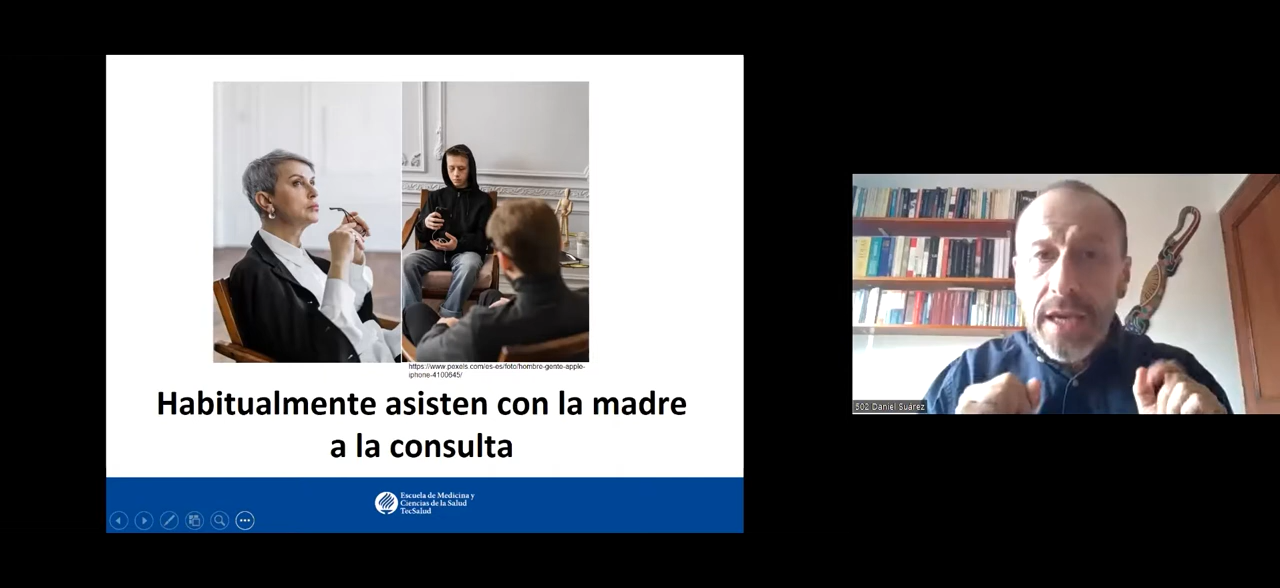 https://www.pexels.com/es-es/foto/hombre-gente-apple-
iphone-4100645/
Habitualmente asisten con la madre
a la consulta
Escuela de Medicina y
Ciencias de la Salud
TecSalud
502 Daniel Suárez